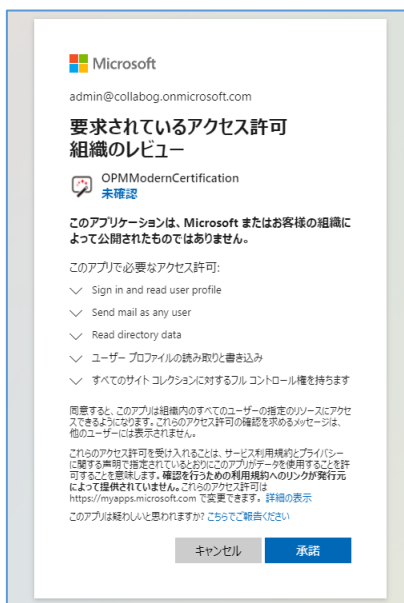 Microsoft
admin@collabog.onmicrosoft.com
要求されているアクセス許可
組織のレビュー
OPMModernCertification
未確認
このアプリケーションは、Microsoft またはお客様の組織に
よって公開されたものではありません。
このアプリで必要なアクセス許可:
Sign in and read user profile
Send mail as any user
Read directory data
ユーザー プロファイルの読み取りと書き込み
すべてのサイト コレクションに対するフル コントロール権を持ちます
同意すると、このアプリは組織内のすべてのユーザーの指定のリソースにアクセ
スできるようになります。これらのアクセス許可の確認を求めるメッセージは、
他のユーザーには表示されません。
これらのアクセス許可を受け入れることは、サービス利用規約とプライバシー
に関する声明で指定されているとおりにこのアプリがデータを使用することを許
可することを意味します。確認を行うための利用規約へのリンクが発行元
によって提供されていません。これらのアクセス許可は
https://myapps.microsoft.com で変更できます。詳細の表示
このアプリは疑わしいと思われますか? こちらでご報告ください
キャンセル
承諾